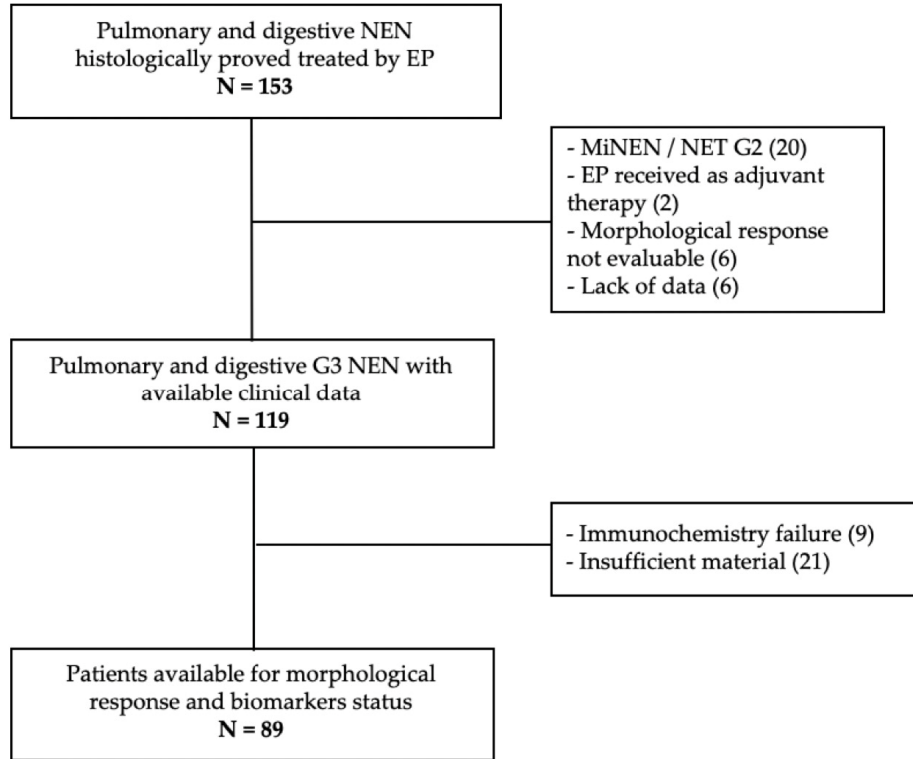 Pulmonary and digestive NEN
histologically proved treated by EP
N = 153
- MiNEN / NET G2 (20)
- EP received as adjuvant
therapy (2)
- Morphological response
not evaluable (6)
- Lack of data (6)
Pulmonary and digestive G3 NEN with
available clinical data
N = 119
- Immunochemistry failure (9)
- Insufficient material (21)
Patients available for morphological
response and biomarkers status
N = 89